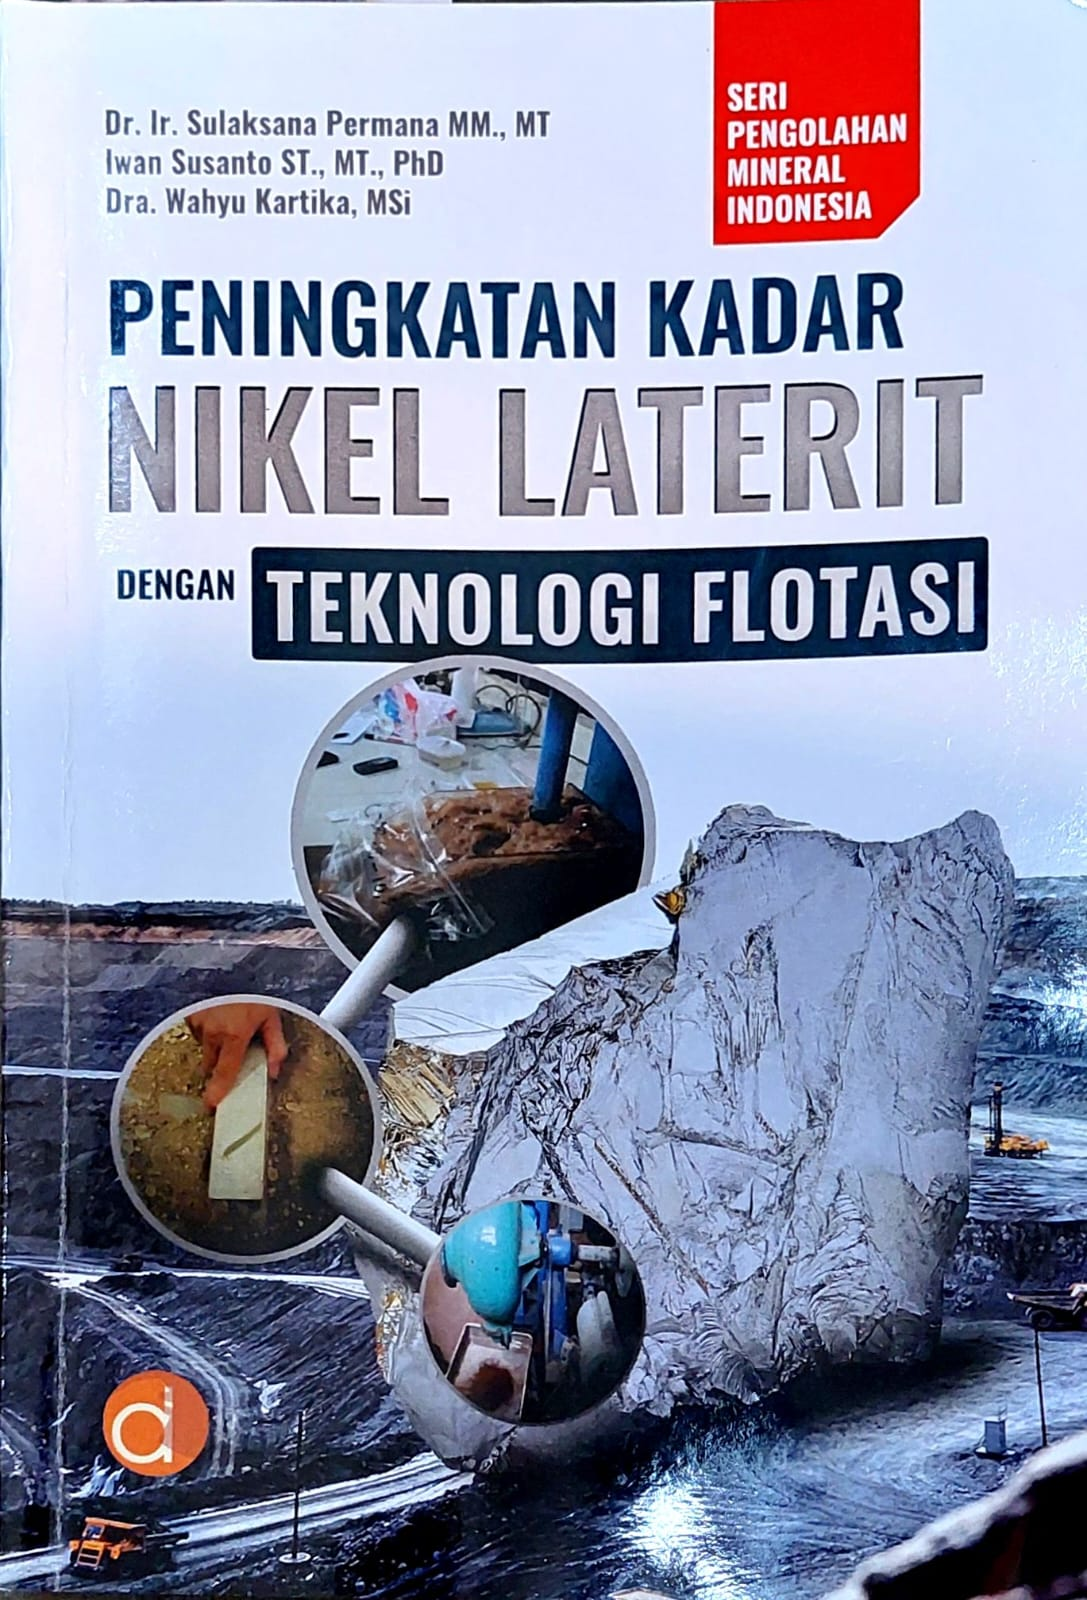 Dr. Ir. Sulaksana Permana MM., MT
Iwan Susanto ST., MT., PhD
Dra. Wahyu Kartika, MSi
SERI
PENGOLAHAN
MINERAL
INDONESIA
PENINGKATAN KADAR
NIKEL LATERIT
DENGAN TEKNOLOGI FLOTASI
d